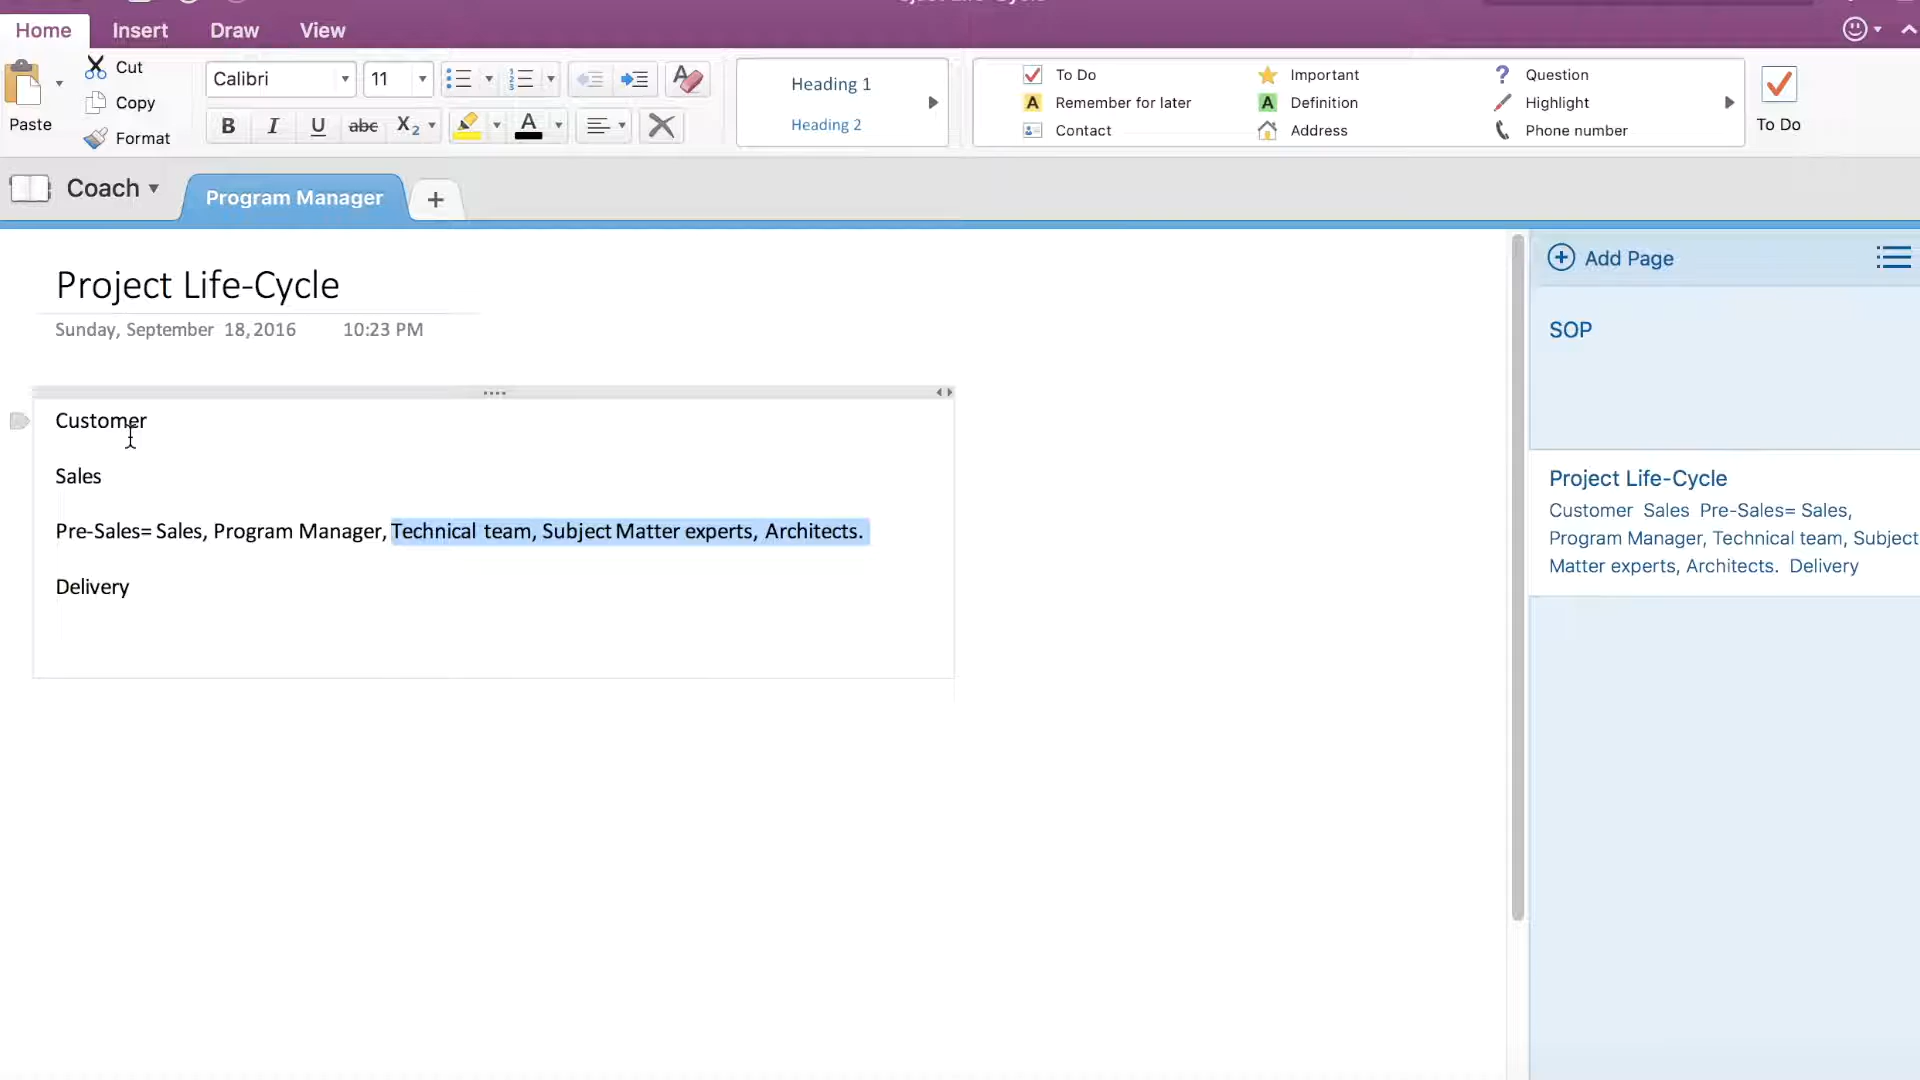 Home Insert Draw View
Paste
Cut
Copy
Format
Calibri 11
B I U abc X2 A
Heading 1
Heading 2
To Do Important Question
Remember for later Definition Highlight
Contact Address Phone number
To Do
Coach Program Manager +
Project Life-Cycle
Sunday, September 18, 2016 10:23 PM
Customer
Sales
Pre-Sales= Sales, Program Manager, Technical team, Subject Matter experts, Architects.
Delivery
Add Page
SOP
Project Life-Cycle
Customer Sales Pre-Sales= Sales,
Program Manager, Technical team, Subject
Matter experts, Architects. Delivery